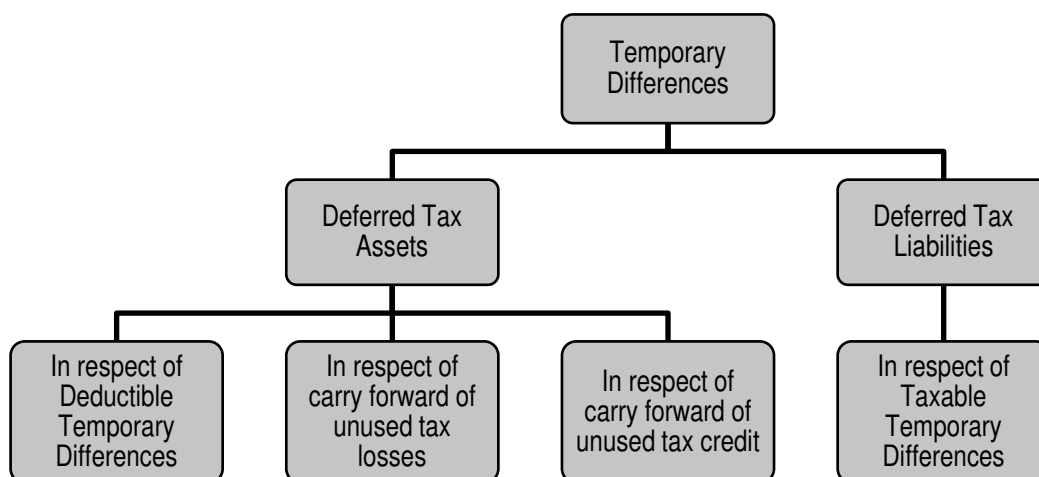 Temporary
Differences
Deferred Tax
Assets
Deferred Tax
Liabilities
In respect of
Deductible
Temporary
Differences
In respect of
carry forward of
unused tax
losses
In respect of
carry forward of
unused tax credit
In respect of
Taxable
Temporary
Differences